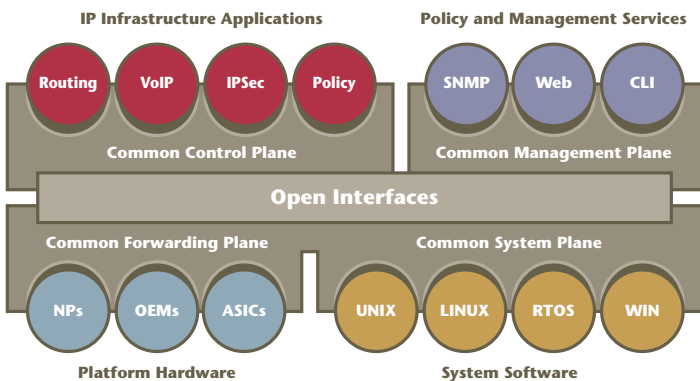 IP Infrastructure Applications
Policy and Management Services
Routing VoIP IPSec Policy
SNMP Web CLI
Common Control Plane
Common Management Plane
Open Interfaces
Common Forwarding Plane
Common System Plane
NPs OEMs ASICs
UNIX LINUX RTOS WIN
Platform Hardware
System Software